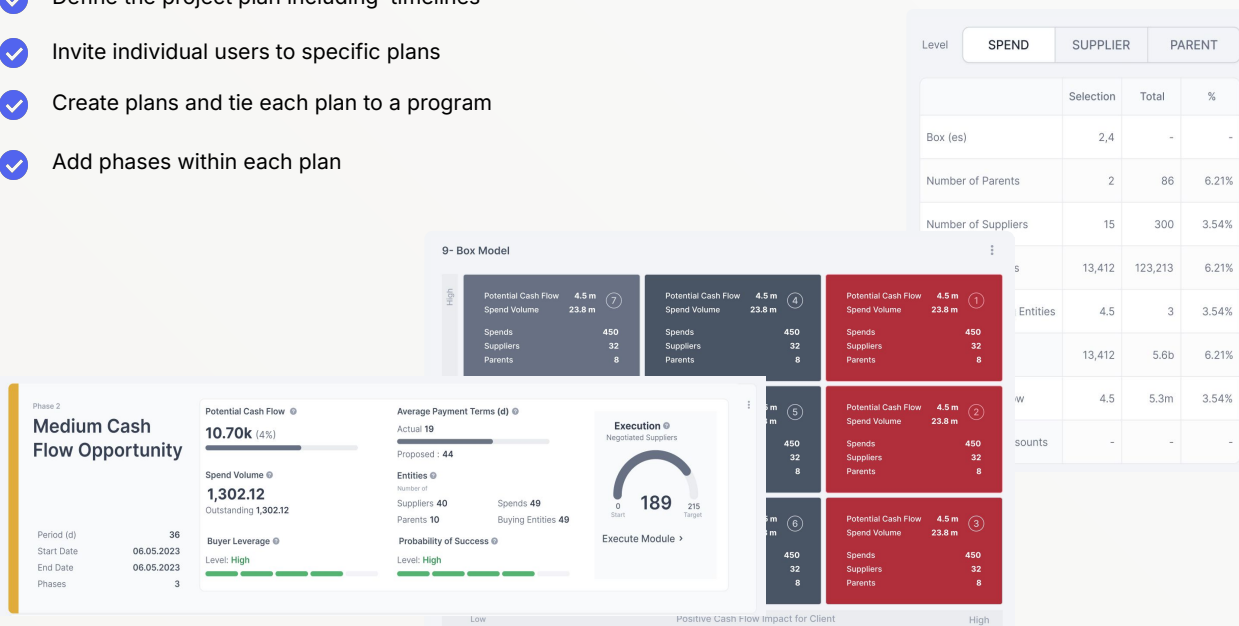 Define the project plan including timelines
Invite individual users to specific plans
Create plans and tie each plan to a program
Add phases within each plan
Level SPEND SUPPLIER PARENT
Selection Total %
Box (es) 2,4 - -
Number of Parents 2 86 6.21%
Number of Suppliers 15 300 3.54%
s 13,412 123,213 6.21%
Entities 4.5 3 3.54%
13,412 5.6b 6.21%
ow 4.5 5.3m 3.54%
counts - - -
9- Box Model
High
Potential Cash Flow 4.5 m 7
Spend Volume 23.8 m
Spends 450
Suppliers 32
Parents 8
Potential Cash Flow 4.5 m 4
Spend Volume 23.8 m
Spends 450
Suppliers 32
Parents 8
Potential Cash Flow 4.5 m 1
Spend Volume 23.8 m
Spends 450
Suppliers 32
Parents 8
5 m 5
m
450
32
8
Potential Cash Flow 4.5 m 2
Spend Volume 23.8 m
Spends 450
Suppliers 32
Parents 8
5 m 6
m
450
32
8
Potential Cash Flow 4.5 m 3
Spend Volume 23.8 m
Spends 450
Suppliers 32
Parents 8
Low Positive Cash Flow Impact for Client High
Phase 2
Medium Cash
Flow Opportunity
Period (d) 36
Start Date 06.05.2023
End Date 06.05.2023
Phases 3
Potential Cash Flow
10.70k (4%)
Spend Volume
1,302.12
Outstanding 1,302.12
Buyer Leverage
Level: High
Average Payment Terms (d)
Actual 19
Proposed : 44
Entities
Number of
Suppliers 40 Spends 49
Parents 10 Buying Entities 49
Probability of Success
Level: High
Execution
Negotiated Suppliers
0 189 215
Start Target
Execute Module >